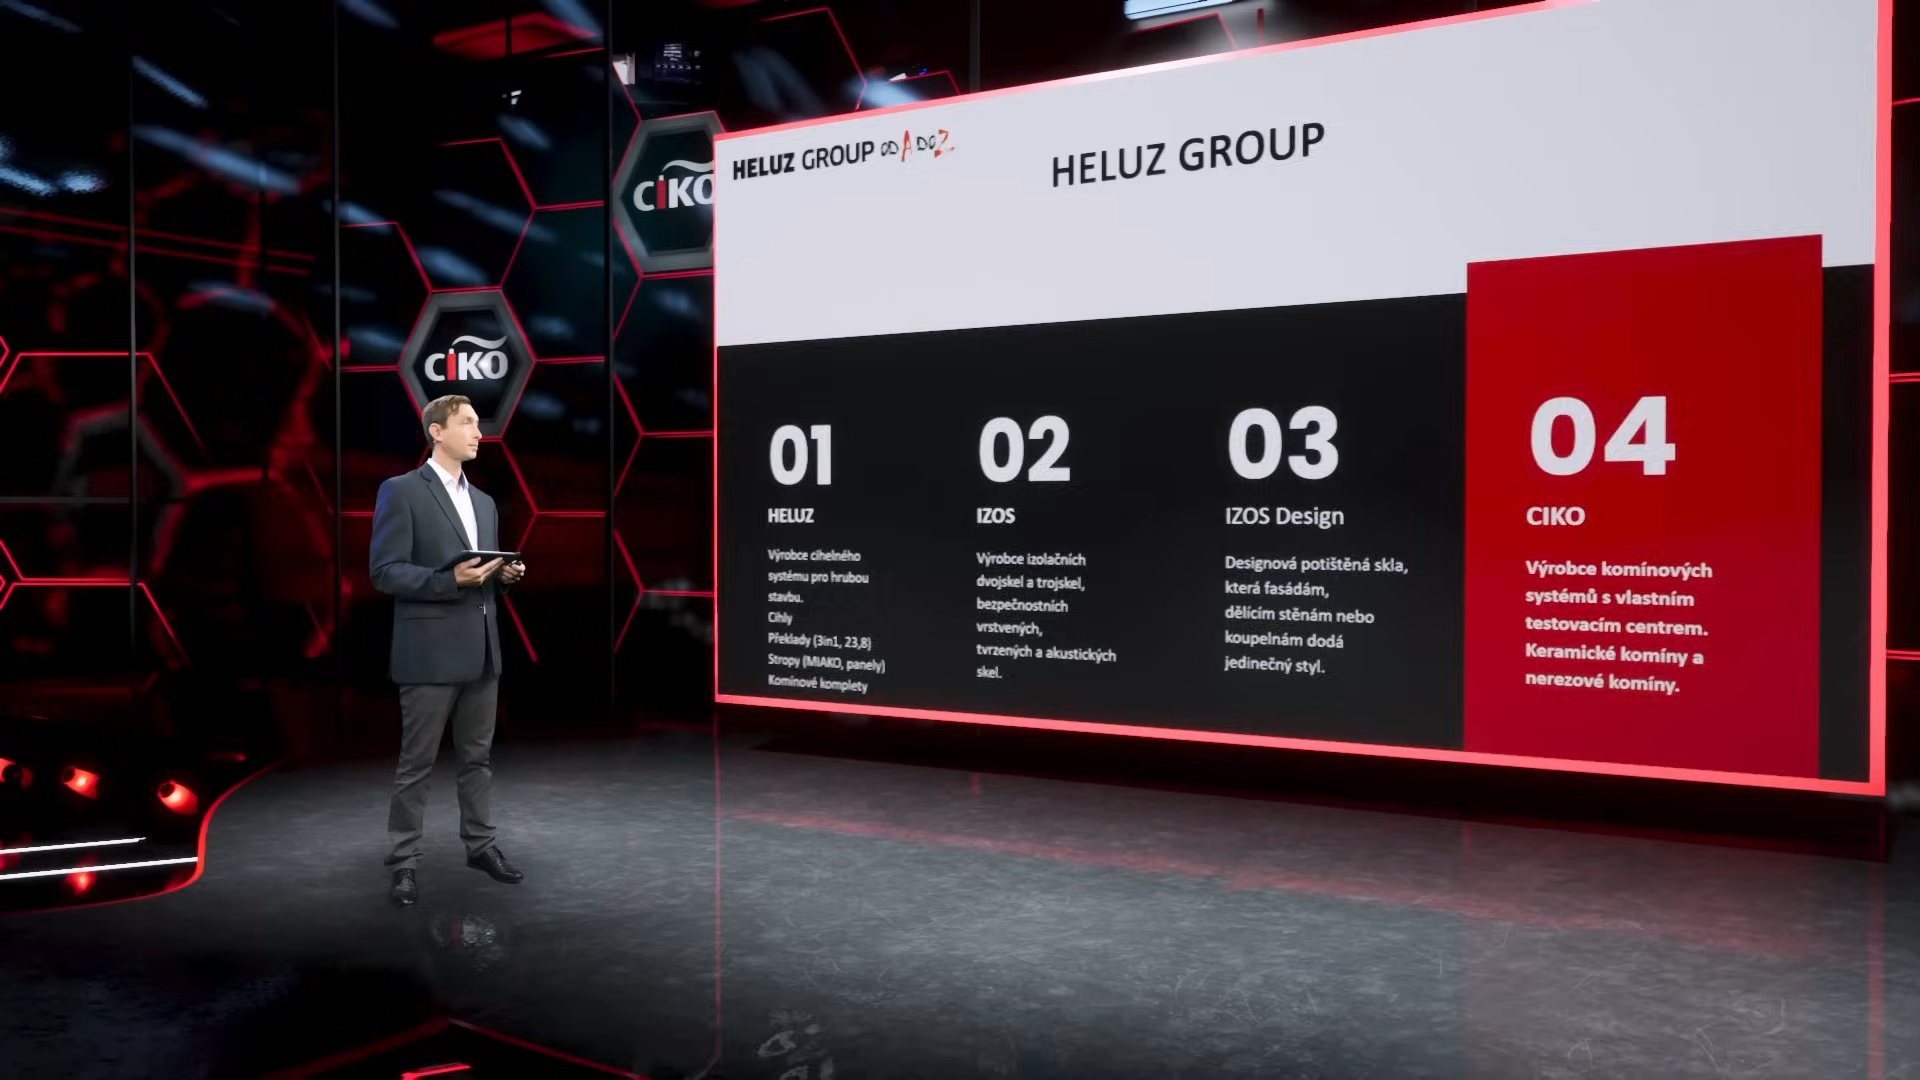 CIKO
CIKO
HELUZ GROUP OD A DO Z
HELUZ GROUP
01
HELUZ
Výrobce cihelného
systému pro hrubou
stavbu.
Cihly
Překlady (3in1, 23,8)
Stropy (MIAKO, panely)
Komínové komplety
02
IZOS
Výrobce izolačních
dvojskel a trojskel,
bezpečnostních
vrstvených,
tvrzených a akustických
skel.
03
IZOS Design
Designová potištěná skla,
která fasádám,
dělícím stěnám nebo
koupelnám dodá
jedinečný styl.
04
CIKO
Výrobce komínových
systémů s vlastním
testovacím centrem.
Keramické komíny a
nerezové komíny.